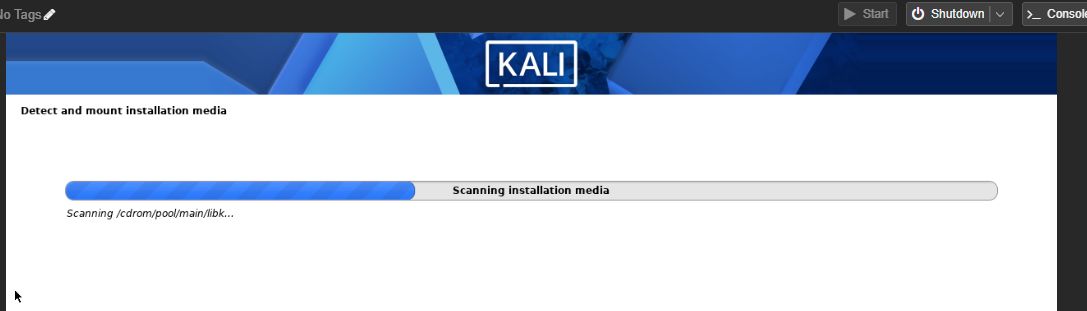 No Tags
Start
Shutdown
Console
KALI
Detect and mount installation media
Scanning installation media
Scanning /cdrom/pool/main/libk...